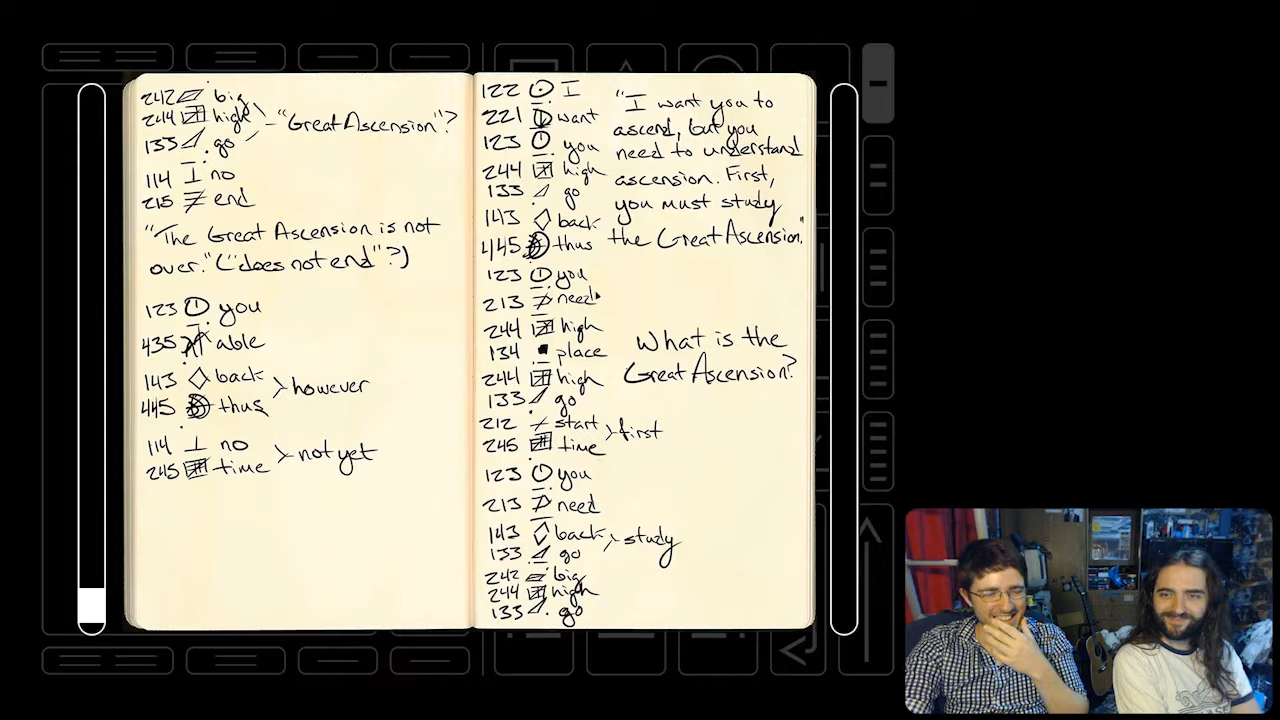 242 big
244 high
133 go
"Great Ascension"?
114 no
215 end
"The Great Ascension is not
over." ("does not end"?)
123 you
435 able
143 back
445 thus
however
114 no
245 time
not yet
122 I
221 want
123 you
244 high
133 go
143 back
445 thus
123 you
213 need
244 high
134 place
244 high
133 go
212 start
245 time
first
123 you
213 need
143 back
133 go
study
242 big
244 high
133 go
"I want you to
ascend, but you
need to understand
ascension. First,
you must study
the Great Ascension."
What is the
Great Ascension?